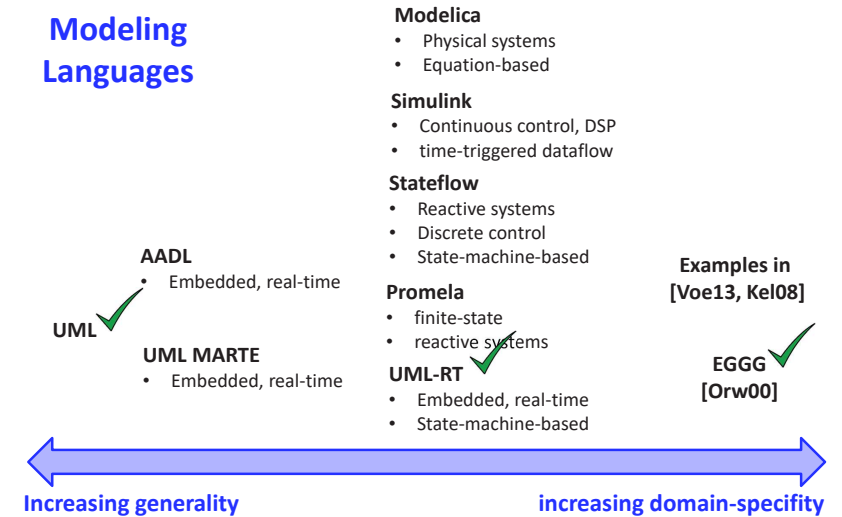 Modeling
Languages
Modelica
• Physical systems
• Equation-based
Simulink
• Continuous control, DSP
• time-triggered dataflow
Stateflow
• Reactive systems
• Discrete control
• State-machine-based
AADL
• Embedded, real-time
UML
UML MARTE
• Embedded, real-time
Promela
• finite-state
• reactive systems
UML-RT
• Embedded, real-time
• State-machine-based
Examples in
[Voe13, Kel08]
EGGG
[Orw00]
Increasing generality
increasing domain-specifity